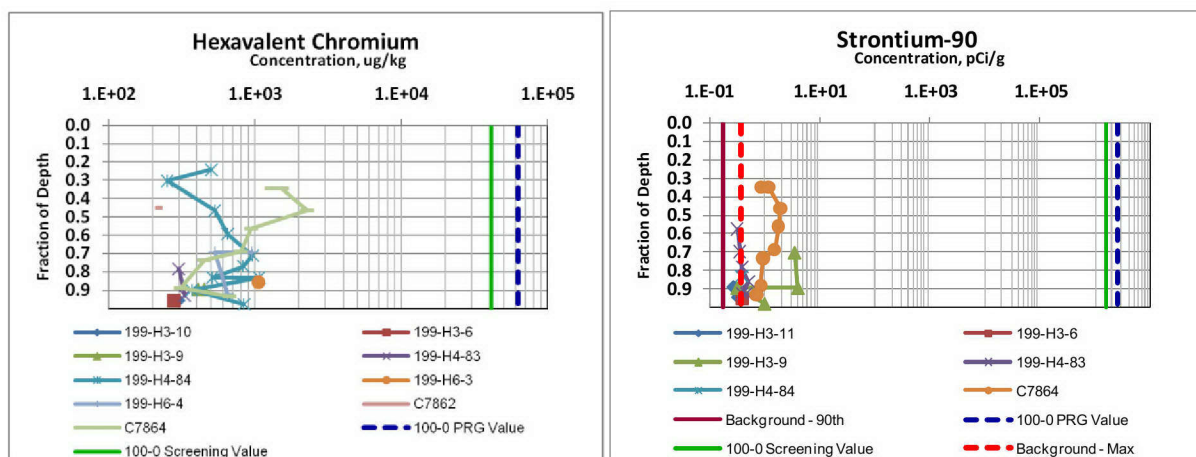 Hexavalent Chromium
Concentration, ug/kg
1.E+02 1.E+03 1.E+04 1.E+05
0.0
0.1
0.2
0.3
0.4
0.5
0.6
0.7
0.8
0.9
Fraction of Depth
199-H3-10 199-H3-6
199-H3-9 199-H4-83
199-H4-84 199-H6-3
199-H6-4 C7862
C7864 100-0 PRG Value
100-0 Screening Value
Strontium-90
Concentration, pCi/g
1.E-01 1.E+01 1.E+03 1.E+05
0.0
0.1
0.2
0.3
0.4
0.5
0.6
0.7
0.8
0.9
Fraction of Depth
199-H3-11 199-H3-6
199-H3-9 199-H4-83
199-H4-84 C7864
Background - 90th 100-0 PRG Value
100-0 Screening Value Background - Max